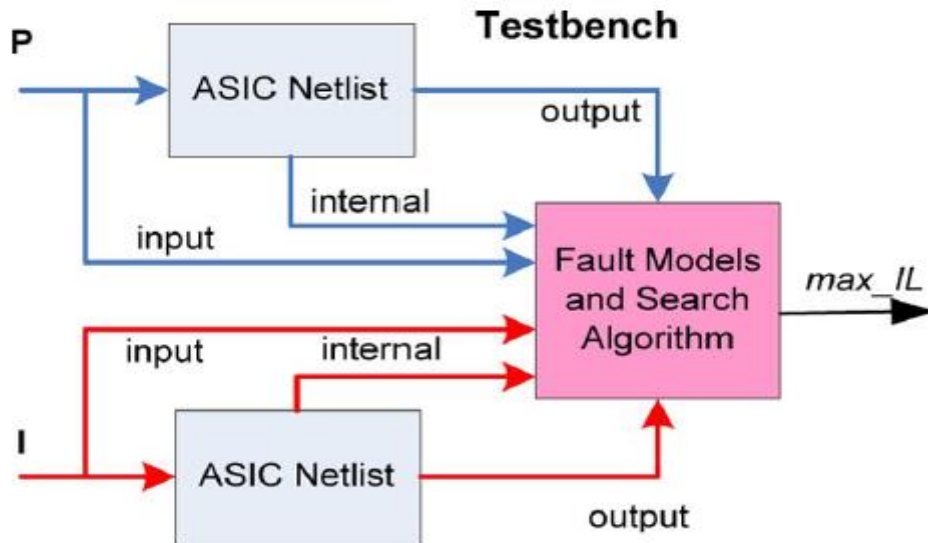 Testbench
P
ASIC Netlist
output
internal
input
Fault Models
and Search
Algorithm
max_IL
input
internal
I
ASIC Netlist
output